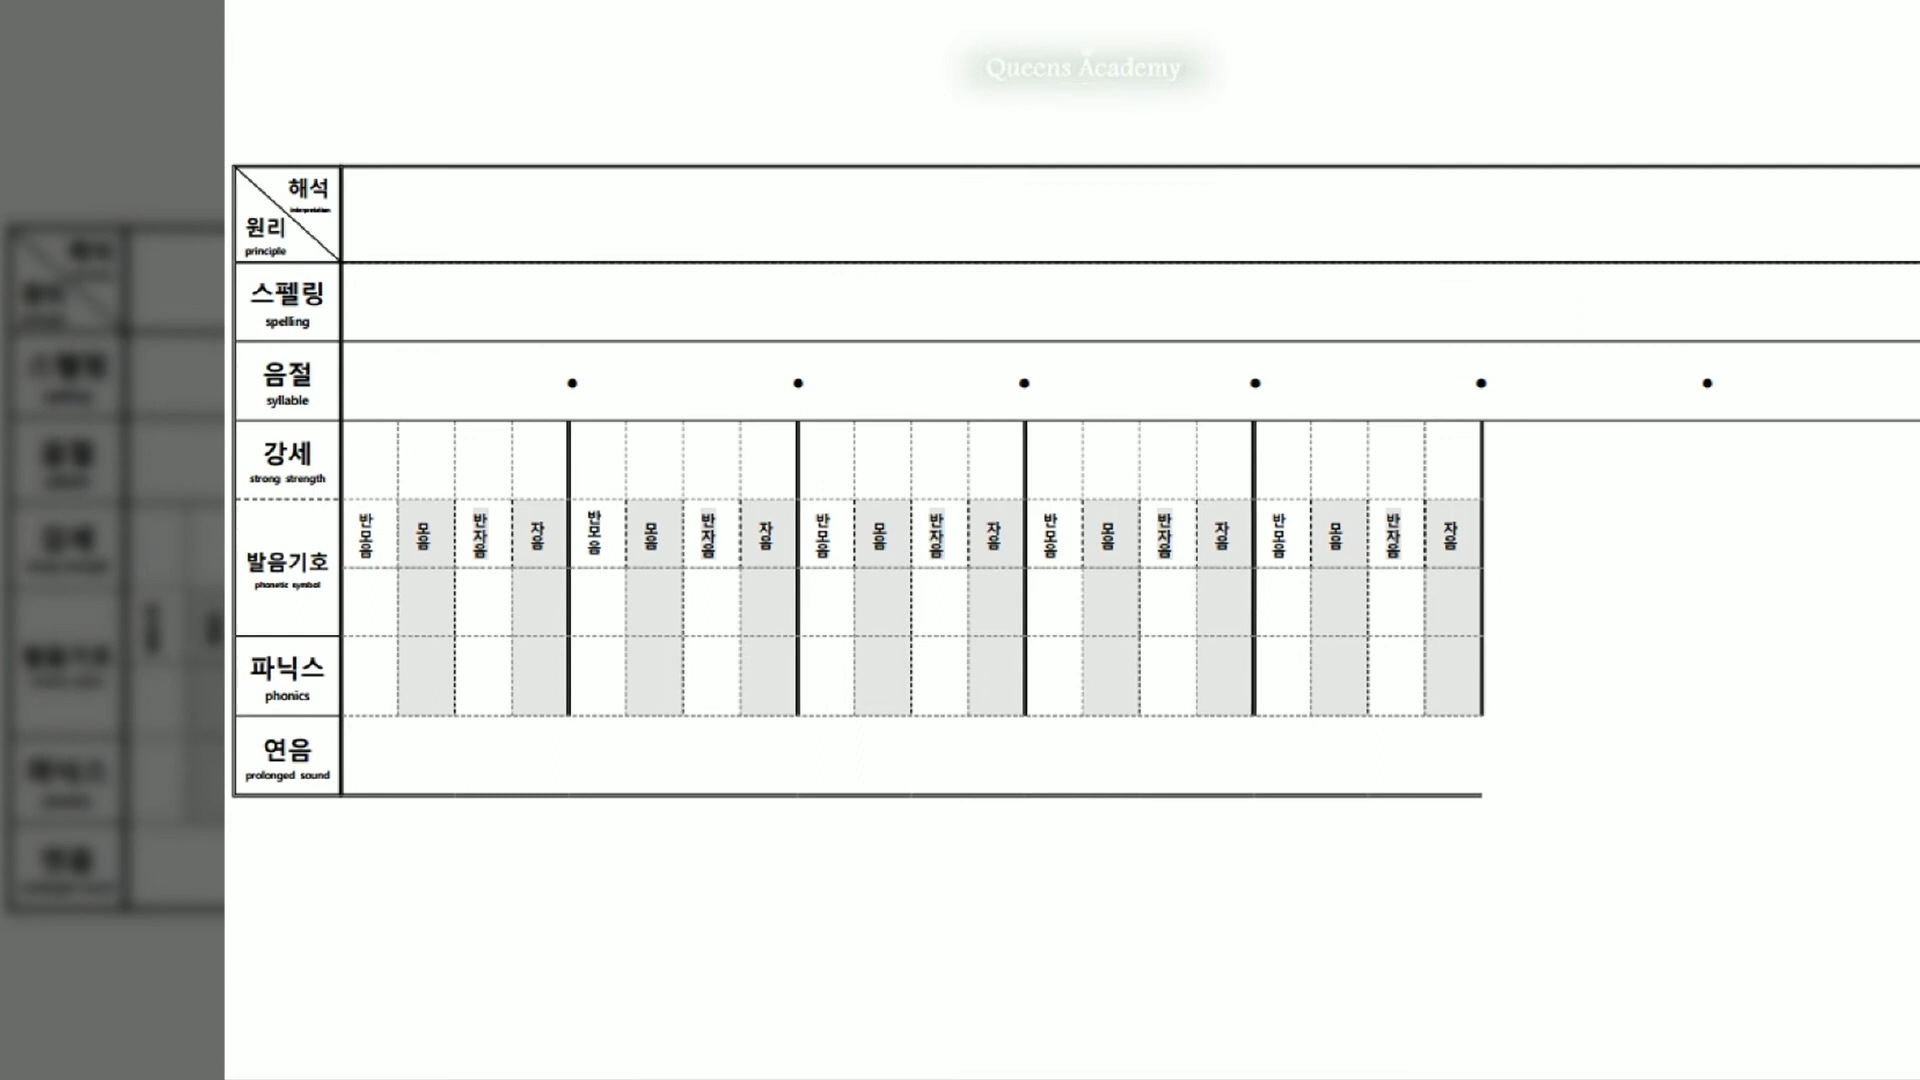 Queens Academy
해석
interpretation
원리
principle
스펠링
spelling
음절
syllable
강세
strong strength
발음기호
phonetic symbol
반모음 모음 반자음 자음 반모음 모음 반자음 자음 반모음 모음 반자음 자음 반모음 모음 반자음 자음 반모음 모음 반자음 자음
파닉스
phonics
연음
prolonged sound